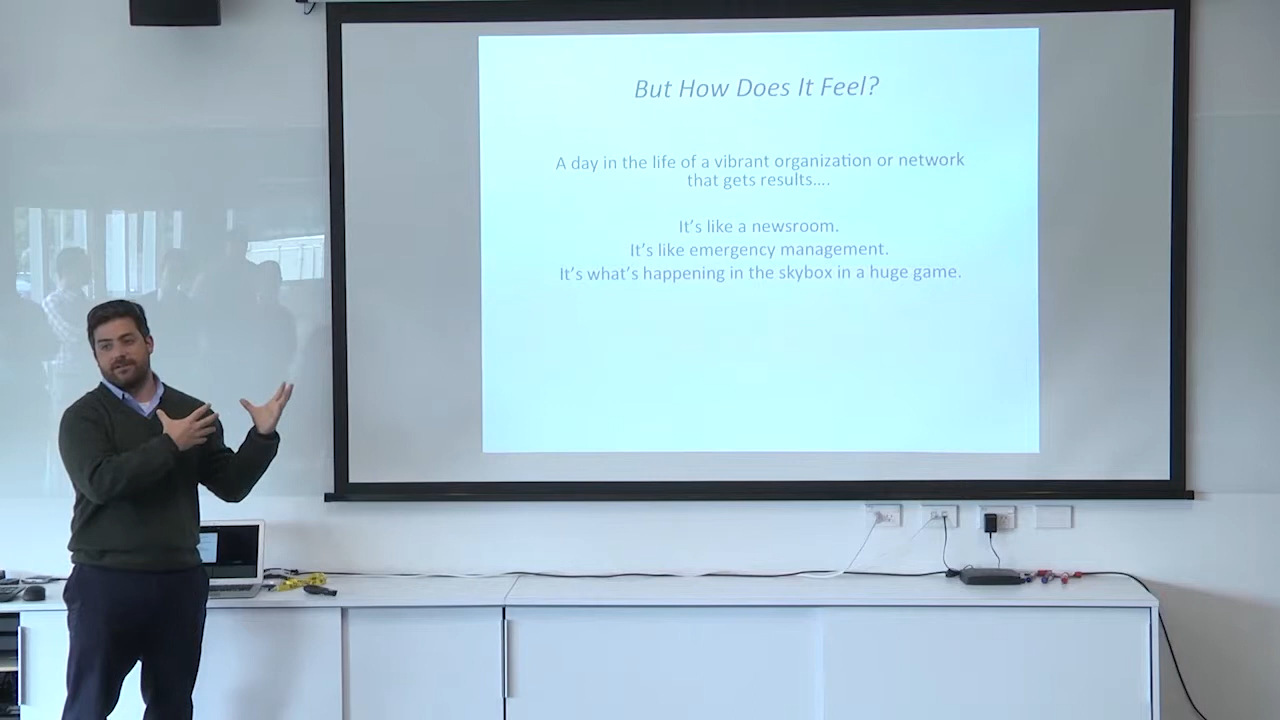 But How Does It Feel?
A day in the life of a vibrant organization or network
that gets results....
It's like a newsroom.
It's like emergency management.
It's what's happening in the skybox in a huge game.